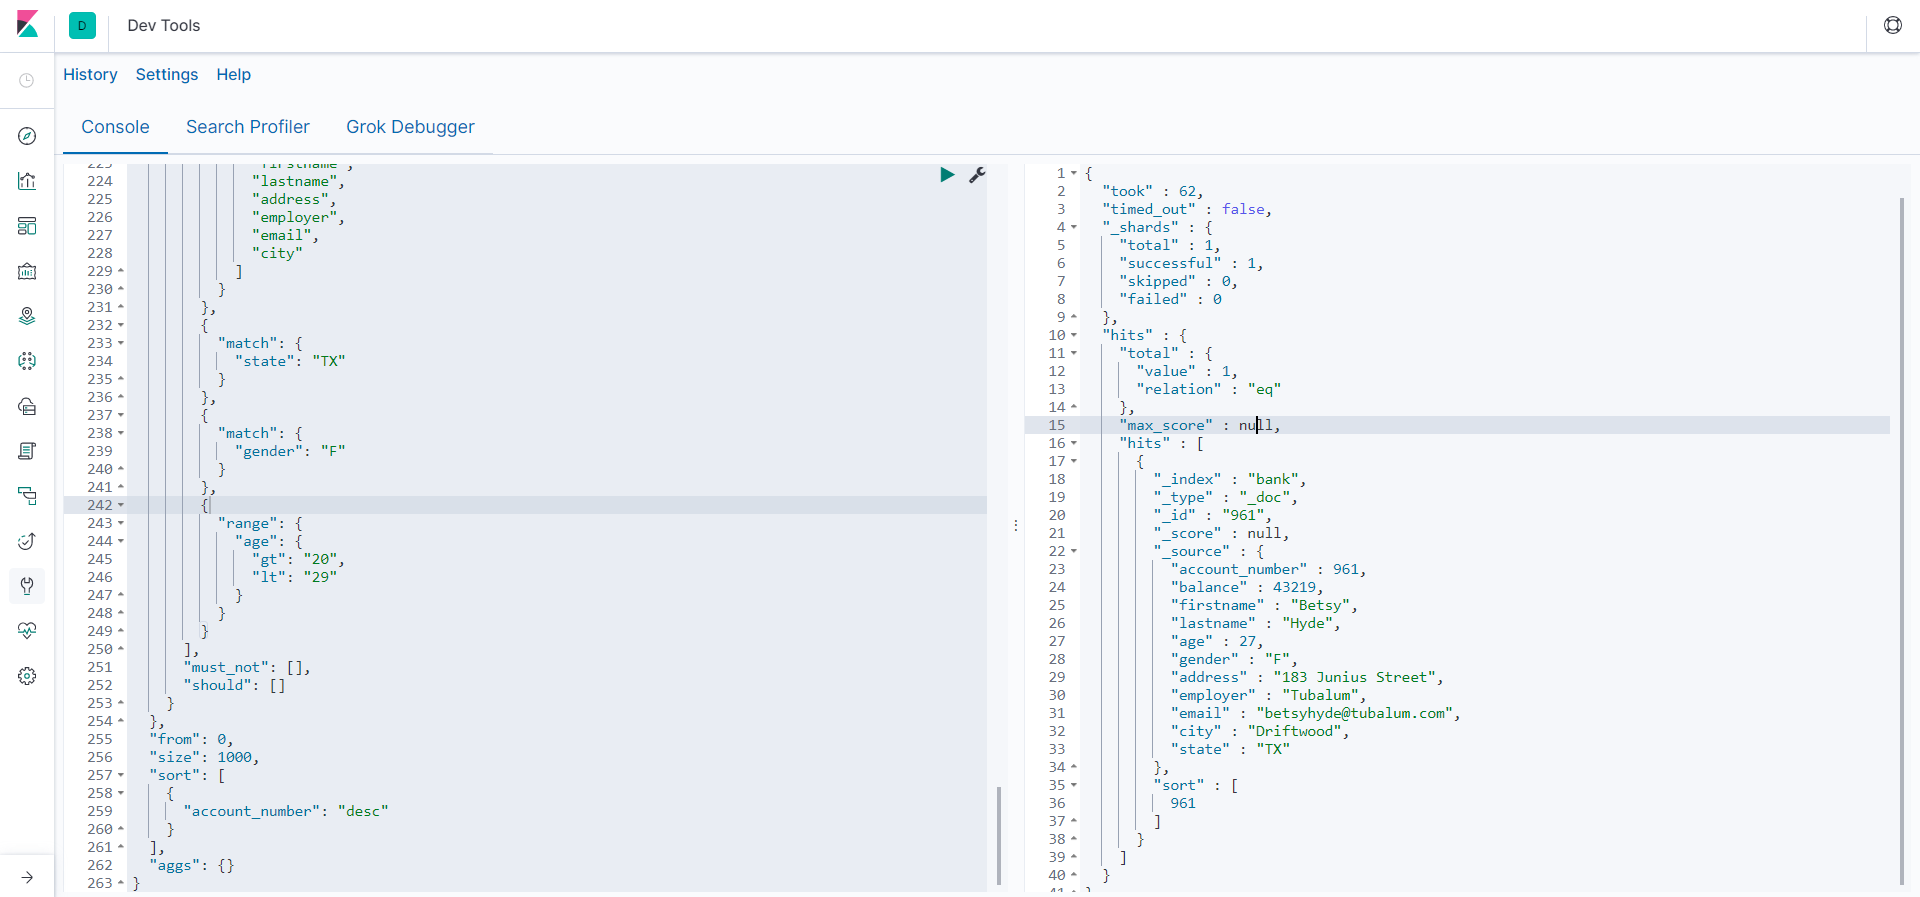 D
Dev Tools
History Settings Help
Console Search Profiler Grok Debugger
223 "firstname",
224 "lastname",
225 "address",
226 "employer",
227 "email",
228 "city"
229 ]
230 }
231 },
232 {
233 "match": {
234 "state": "TX"
235 }
236 },
237 {
238 "match": {
239 "gender": "F"
240 }
241 },
242 {
243 "range": {
244 "age": {
245 "gt": "20",
246 "lt": "29"
247 }
248 }
249 }
250 ],
251 "must_not": [],
252 "should": []
253 }
254 },
255 "from": 0,
256 "size": 1000,
257 "sort": [
258 {
259 "account_number": "desc"
260 }
261 ],
262 "aggs": {}
263 }
1 {
2 "took" : 62,
3 "timed_out" : false,
4 "_shards" : {
5 "total" : 1,
6 "successful" : 1,
7 "skipped" : 0,
8 "failed" : 0
9 },
10 "hits" : {
11 "total" : {
12 "value" : 1,
13 "relation" : "eq"
14 },
15 "max_score" : null,
16 "hits" : [
17 {
18 "_index" : "bank",
19 "_type" : "_doc",
20 "_id" : "961",
21 "_score" : null,
22 "_source" : {
23 "account_number" : 961,
24 "balance" : 43219,
25 "firstname" : "Betsy",
26 "lastname" : "Hyde",
27 "age" : 27,
28 "gender" : "F",
29 "address" : "183 Junius Street",
30 "employer" : "Tubalum",
31 "email" : "betsyhyde@tubalum.com",
32 "city" : "Driftwood",
33 "state" : "TX"
34 },
35 "sort" : [
36 961
37 ]
38 }
39 ]
40 }
41 }